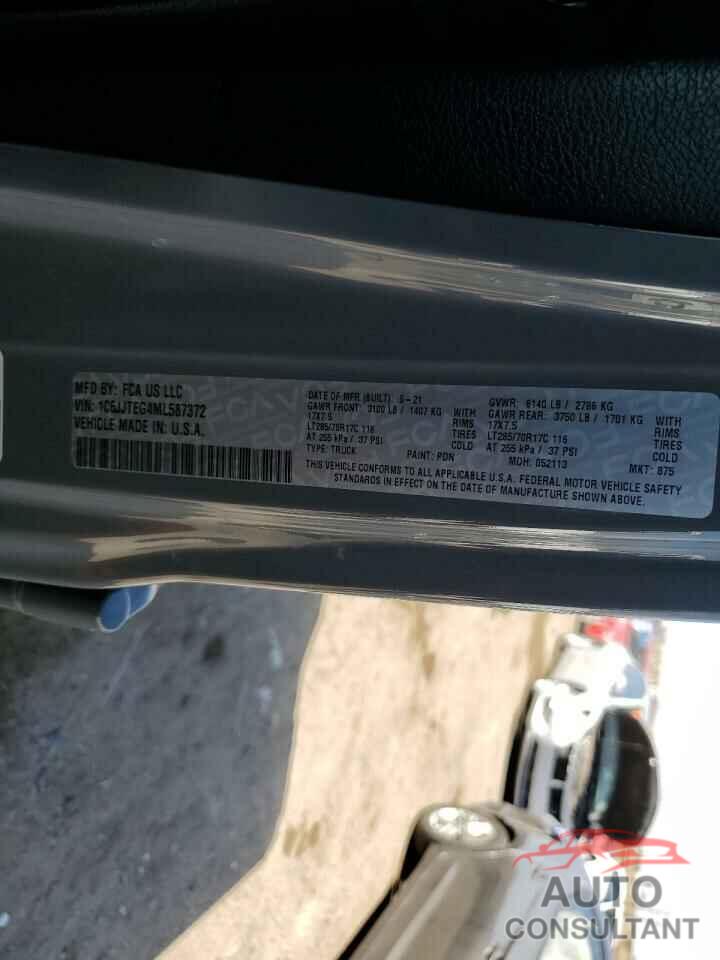 MFD BY: FCA US LLC
VIN: 1C6JJTEG4ML587372
VEHICLE MADE IN: U.S.A.
DATE OF MFR (BUILT): 5-21
GAWR FRONT: 3100 LB / 1407 KG WITH
17X7.5 RIMS
LT285/70R17C 116 TIRES
AT 255 kPa / 37 PSI COLD
TYPE: TRUCK PAINT: PDN
GVWR: 6140 LB / 2786 KG
GAWR REAR: 3750 LB / 1701 KG WITH
17X7.5 RIMS
LT285/70R17C 116 TIRES
AT 255 kPa / 37 PSI COLD
MDH: 052113 MKT: 875
THIS VEHICLE CONFORMS TO ALL APPLICABLE U.S.A. FEDERAL MOTOR VEHICLE SAFETY
STANDARDS IN EFFECT ON THE DATE OF MANUFACTURE SHOWN ABOVE.
AUTO
CONSULTANT